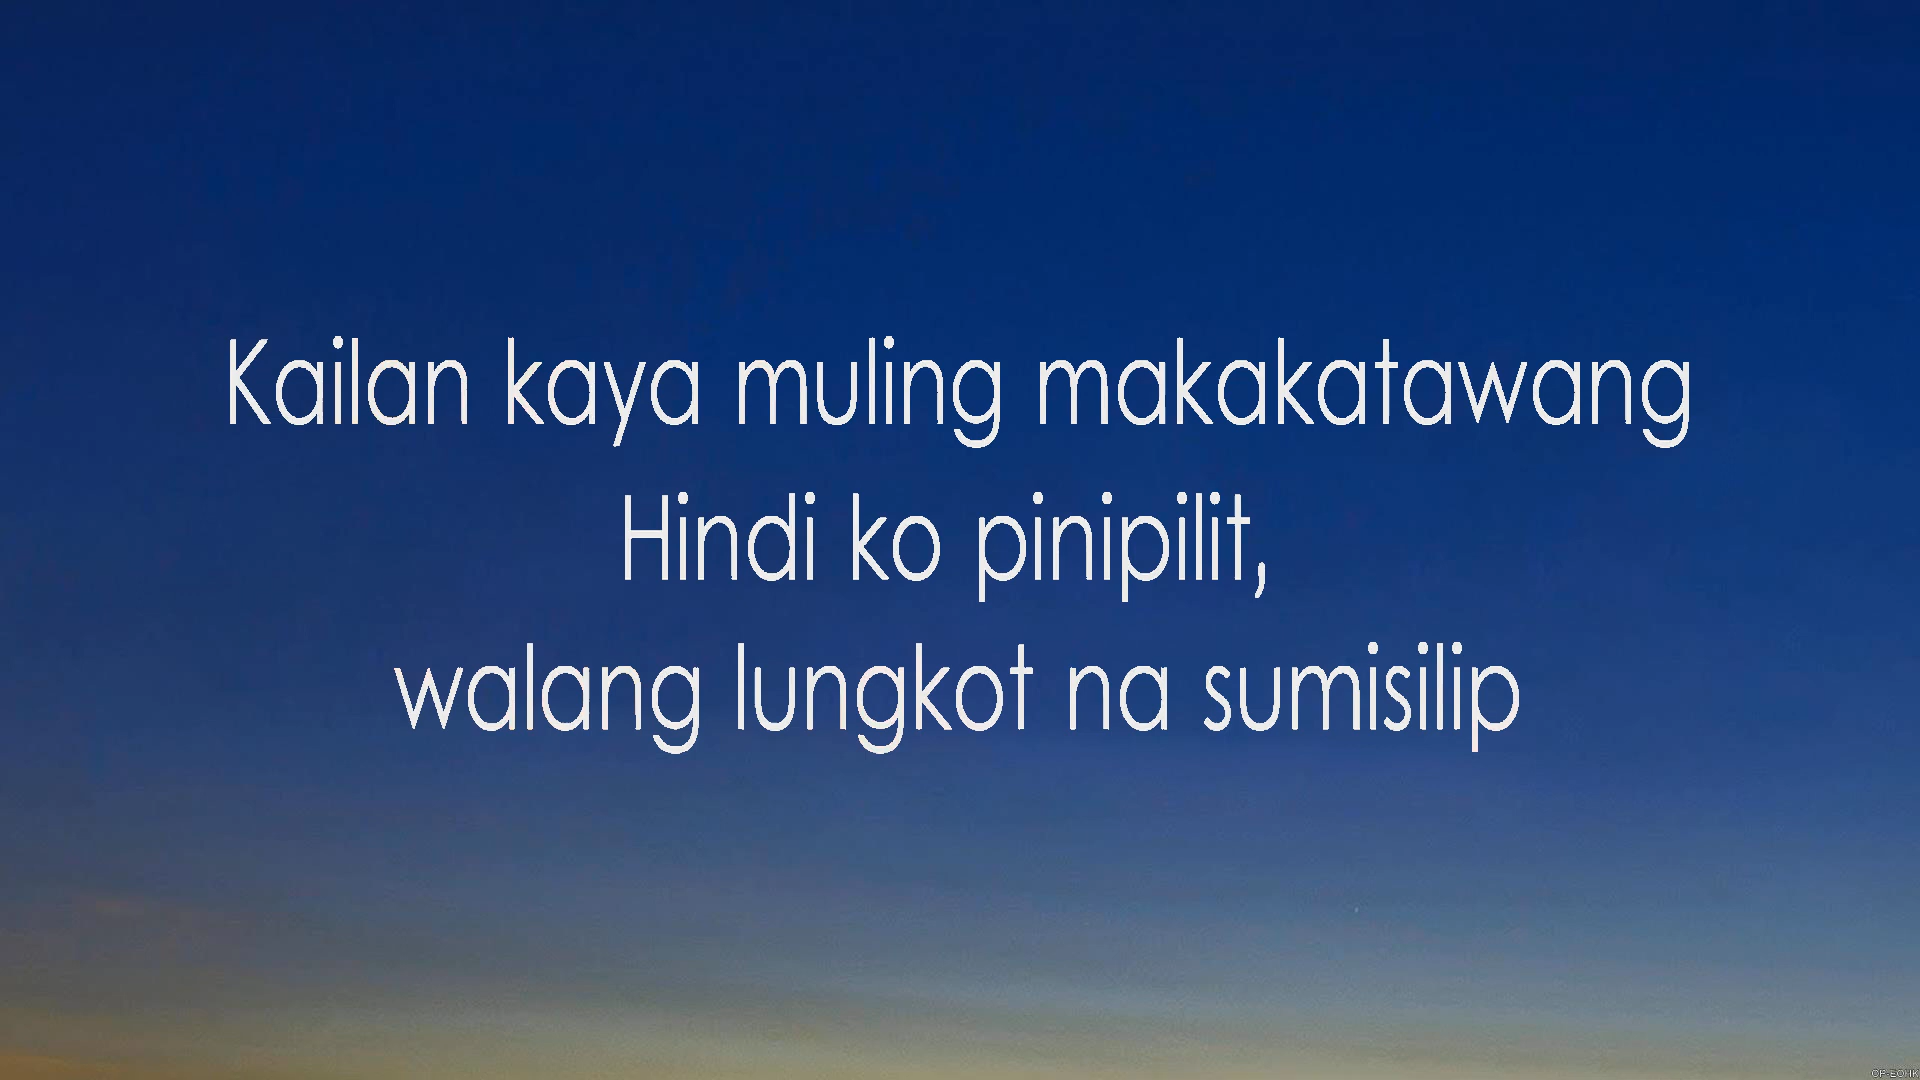 Kailan kaya muling makakatawang
Hindi ko pinipilit,
walang lungkot na sumisilip